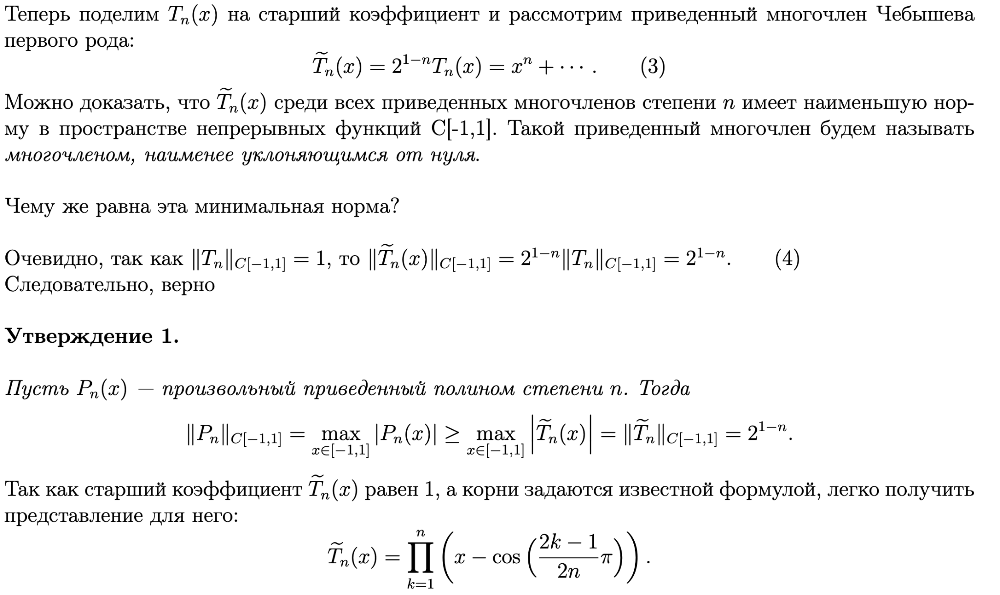 Теперь поделим $T_n(x)$ на старший коэффициент и рассмотрим приведенный многочлен Чебышева
первого рода:
$$\widetilde{T}_n(x) = 2^{1-n}T_n(x) = x^n + \cdots . \qquad (3)$$
Можно доказать, что $\widetilde{T}_n(x)$ среди всех приведенных многочленов степени $n$ имеет наименьшую нор-
му в пространстве непрерывных функций C[-1,1]. Такой приведенный многочлен будем называть
многочленом, наименее уклоняющимся от нуля.
Чему же равна эта минимальная норма?
Очевидно, так как $\|T_n\|_{C[-1,1]} = 1$, то $\|\widetilde{T}_n(x)\|_{C[-1,1]} = 2^{1-n}\|T_n\|_{C[-1,1]} = 2^{1-n}.$ (4)
Следовательно, верно
Утверждение 1.
Пусть $P_n(x)$ — произвольный приведенный полином степени n. Тогда
$$\|P_n\|_{C[-1,1]} = \max_{x\in[-1,1]} |P_n(x)| \geq \max_{x\in[-1,1]} \left|\widetilde{T}_n(x)\right| = \|\widetilde{T}_n\|_{C[-1,1]} = 2^{1-n}.$$
Так как старший коэффициент $\widetilde{T}_n(x)$ равен 1, а корни задаются известной формулой, легко получить
представление для него:
$$\widetilde{T}_n(x) = \prod_{k=1}^{n} \left( x - \cos\left( \frac{2k-1}{2n}\pi \right) \right).$$